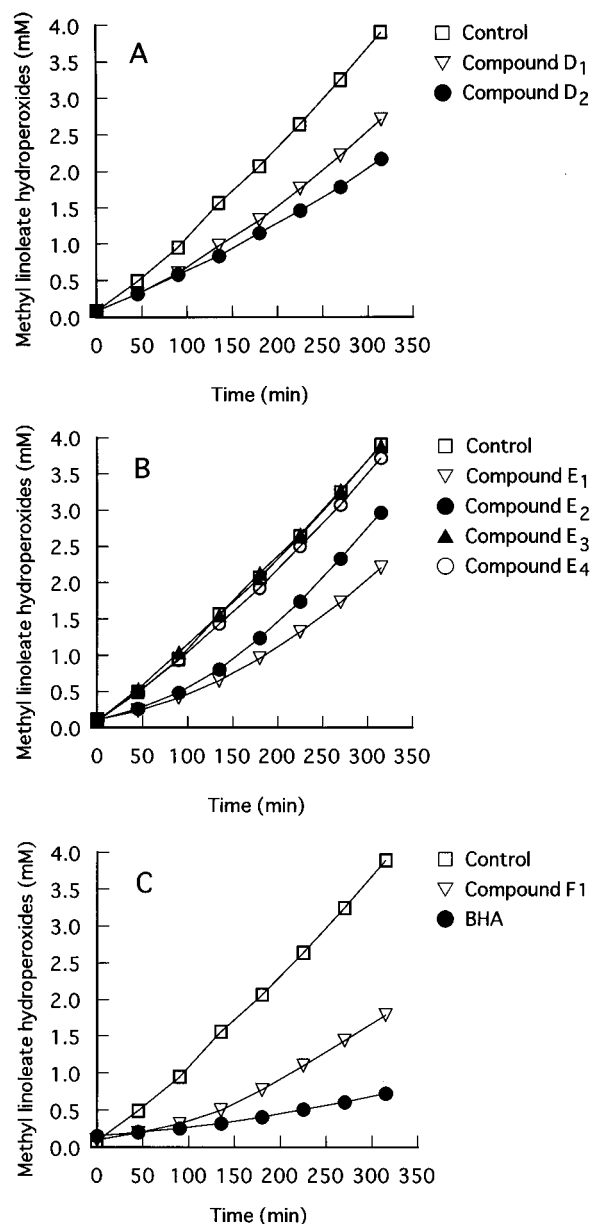 A
Control
Compound D1
Compound D2
Methyl linoleate hydroperoxides (mM)
4.0
3.5
3.0
2.5
2.0
1.5
1.0
0.5
0.0
0 50 100 150 200 250 300 350
Time (min)
B
Control
Compound E1
Compound E2
Compound E3
Compound E4
Methyl linoleate hydroperoxides (mM)
4.0
3.5
3.0
2.5
2.0
1.5
1.0
0.5
0.0
0 50 100 150 200 250 300 350
Time (min)
C
Control
Compound F1
BHA
Methyl linoleate hydroperoxides (mM)
4.0
3.5
3.0
2.5
2.0
1.5
1.0
0.5
0.0
0 50 100 150 200 250 300 350
Time (min)